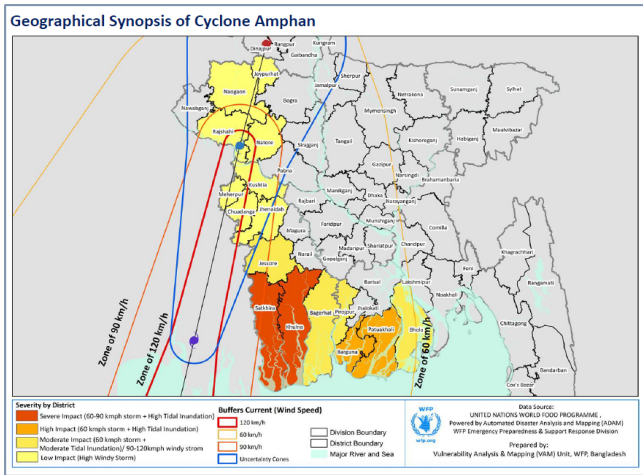 Geographical Synopsis of Cyclone Amphan
Rangpur
Dinajpur
Kurigram
Gaibandha
Joypurhat
Sherpur
Jamalpur
Netrakona
Sunamganj
Sylhet
Naogaon
Bogra
Mymensingh
Nawabganj
Maulvibazar
Rajshahi
Natore
Sirajganj
Tangail
Kishoreganj
Habiganj
Gazipur
Pabna
Narsingdi
Brahamanbaria
Kushtia
Meherpur
Manikganj
Dhaka
Narayanganj
Chuadanga
Jhenaidah
Rajbari
Munshiganj
Magura
Faridpur
Comilla
Madaripur
Shariatpur
Chandpur
Khagrachhari
Jessore
Narail
Gopalganj
Feni
Barisal
Lakshmipur
Rangamati
Satkhira
Khulna
Bagerhat
Pirojpur
Jhalokati
Noakhali
Patuakhali
Bhola
Chittagong
Barguna
Bandarban
Cox's Bazar
Zone of 90 km/h
Zone of 120 km/h
Zone of 60 km/h
Severity by District
Severe Impact (60-90 kmph storm + High Tidal Inundation)
High Impact (60 kmph storm + High Tidal Inundation)
Moderate Impact (60 kmph storm +
Moderate Tidal Inundation)/ 90-120kmph windy strom
Low Impact (High Windy Storm)
Buffers Current (Wind Speed)
120 km/h
60km/h
90km/h
Uncertainty Cones
Division Boundary
District Boundary
Major River and Sea
WFP
wfp.org
Data Source:
UNITED NATIONS WORLD FOOD PROGRAMME ,
Powered by Automated Disaster Analysis and Mapping (ADAM)
WFP Emergency Preparedness & Support Response Division
Prepared by:
Vulnerability Analysis & Mapping (VAM) Unit, WFP, Bangladesh